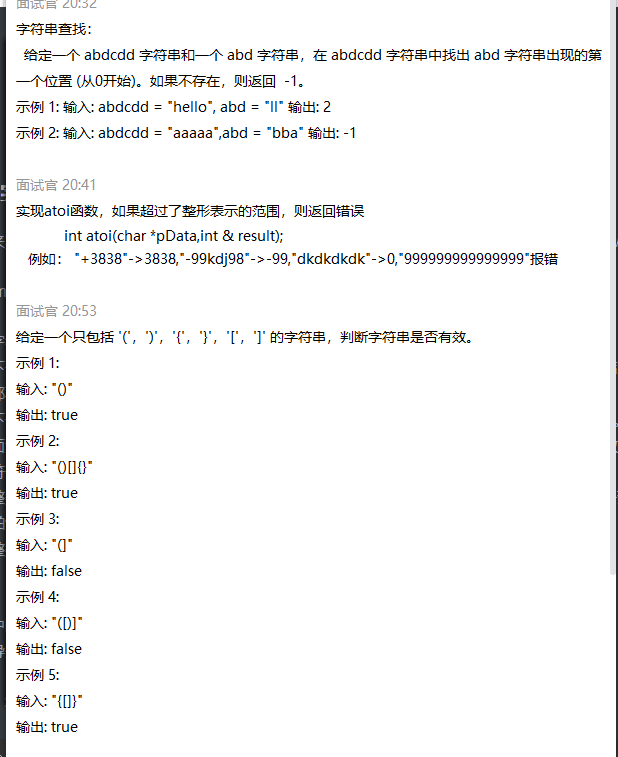 面试官 20:32
字符串查找：
给定一个 abdcdd 字符串和一个 abd 字符串，在 abdcdd 字符串中找出 abd 字符串出现的第
一个位置 (从0开始)。如果不存在，则返回 -1。
示例 1: 输入: abdcdd = "hello", abd = "ll" 输出: 2
示例 2: 输入: abdcdd = "aaaaa",abd = "bba" 输出: -1
面试官 20:41
实现atoi函数，如果超过了整形表示的范围，则返回错误
int atoi(char *pData,int & result);
例如： "+3838"->3838,"-99kdj98"->-99,"dkdkdkdk"->0,"999999999999999"报错
面试官 20:53
给定一个只包括 '('，')'，'{'，'}'，'['，']' 的字符串，判断字符串是否有效。
示例 1:
输入: "()"
输出: true
示例 2:
输入: "()[]{}"
输出: true
示例 3:
输入: "(]"
输出: false
示例 4:
输入: "([)]"
输出: false
示例 5:
输入: "{[]}"
输出: true